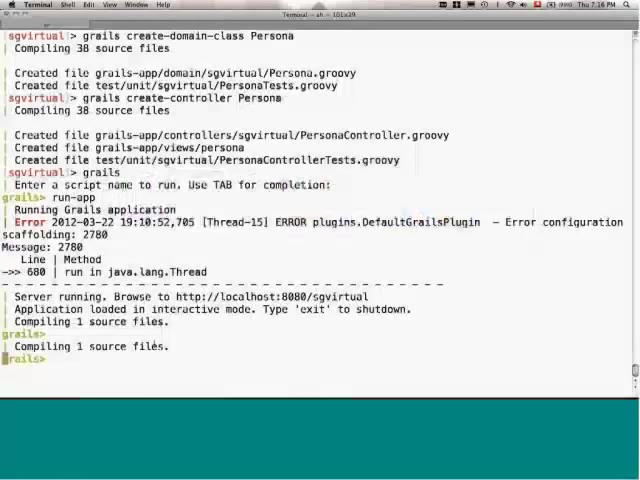 Terminal Shell Edit View Window Help
Thu 7:16 PM
Terminal — sh — 101x39
[sgvirtual]> grails create-domain-class Persona
| Compiling 38 source files
| Created file grails-app/domain/sgvirtual/Persona.groovy
| Created file test/unit/sgvirtual/PersonaTests.groovy
[sgvirtual]> grails create-controller Persona
| Compiling 38 source files
| Created file grails-app/controllers/sgvirtual/PersonaController.groovy
| Created file grails-app/views/persona
| Created file test/unit/sgvirtual/PersonaControllerTests.groovy
[sgvirtual]> grails
| Enter a script name to run. Use TAB for completion:
grails> run-app
| Running Grails application
| Error 2012-03-22 19:10:52,705 [Thread-15] ERROR plugins.DefaultGrailsPlugin - Error configuration
scaffolding: 2780
Message: 2780
Line | Method
->> 680 | run in java.lang.Thread
- - - - - - - - - - - - - - - - - - - - - - - - - - - - - - - - - - -
| Server running. Browse to http://localhost:8080/sgvirtual
| Application loaded in interactive mode. Type 'exit' to shutdown.
| Compiling 1 source files.
grails>
| Compiling 1 source files.
grails>